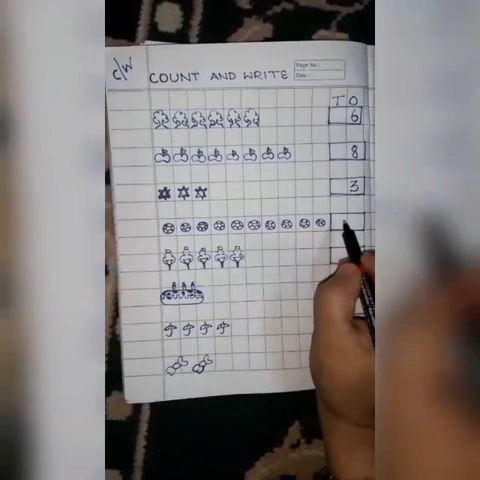 C/W
COUNT AND WRITE
Page No.:
Date:
T O
6
8
3